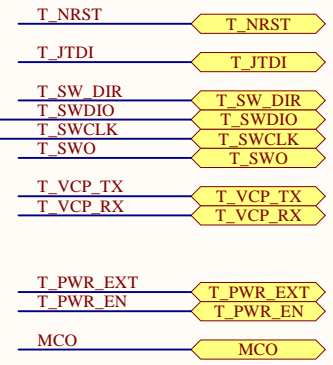 T_NRST T_NRST
T_JTDI T_JTDI
T_SW_DIR T_SW_DIR
T_SWDIO T_SWDIO
T_SWCLK T_SWCLK
T_SWO T_SWO
T_VCP_TX T_VCP_TX
T_VCP_RX T_VCP_RX
T_PWR_EXT T_PWR_EXT
T_PWR_EN T_PWR_EN
MCO MCO